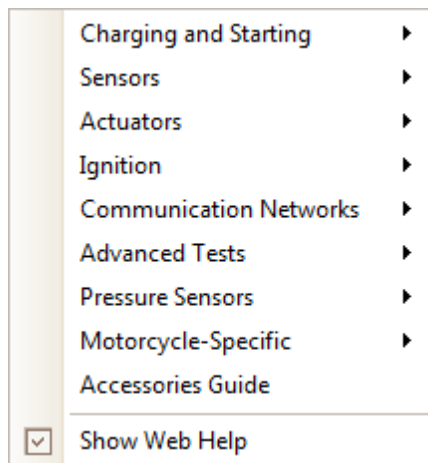 Charging and Starting
Sensors
Actuators
Ignition
Communication Networks
Advanced Tests
Pressure Sensors
Motorcycle-Specific
Accessories Guide
Show Web Help